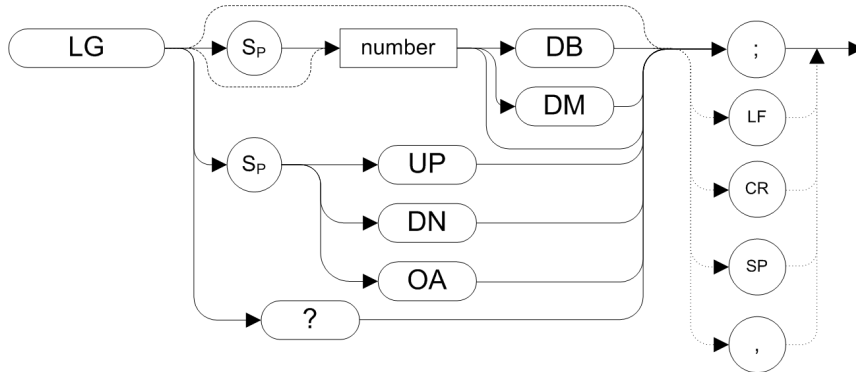 LG
SP
number
DB
;
DM
LF
SP
UP
CR
DN
OA
SP
?
,